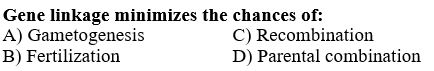 Gene linkage minimizes the chances of:
A) Gametogenesis C) Recombination
B) Fertilization D) Parental combination